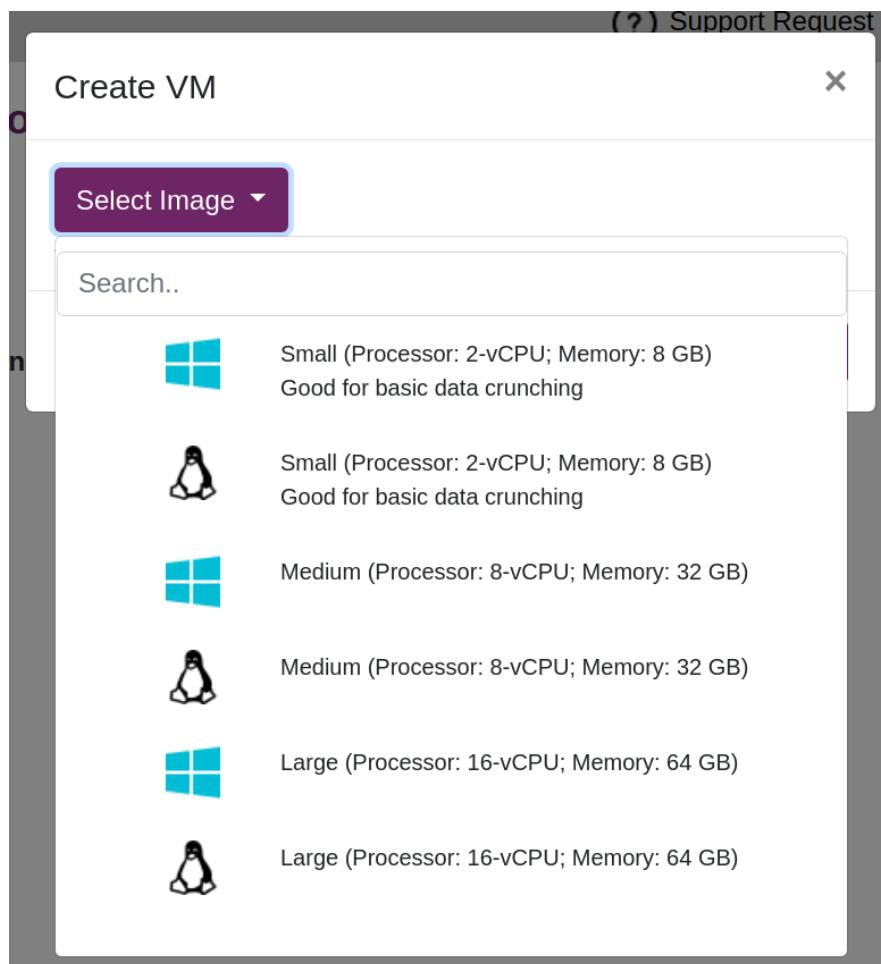 (?) Support Request
Create VM
×
o
Select Image
Search..
n
Small (Processor: 2-vCPU; Memory: 8 GB)
Good for basic data crunching
Small (Processor: 2-vCPU; Memory: 8 GB)
Good for basic data crunching
Medium (Processor: 8-vCPU; Memory: 32 GB)
Medium (Processor: 8-vCPU; Memory: 32 GB)
Large (Processor: 16-vCPU; Memory: 64 GB)
Large (Processor: 16-vCPU; Memory: 64 GB)